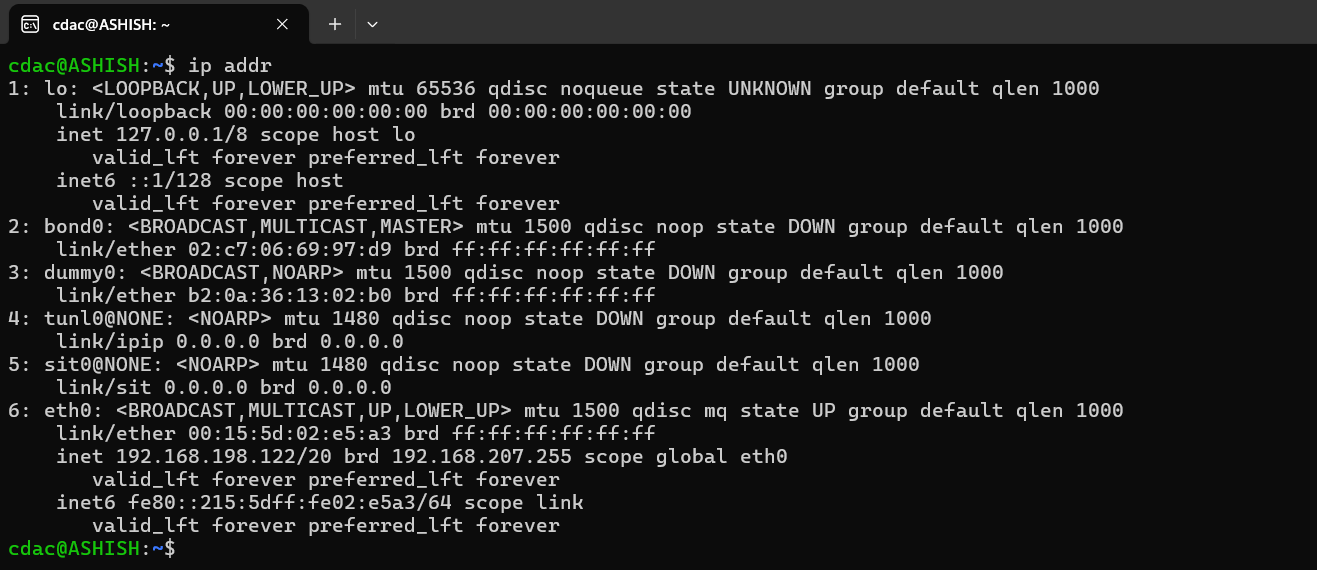 cdac@ASHISH: ~
cdac@ASHISH:~$ ip addr
1: lo: <LOOPBACK,UP,LOWER_UP> mtu 65536 qdisc noqueue state UNKNOWN group default qlen 1000
    link/loopback 00:00:00:00:00:00 brd 00:00:00:00:00:00
    inet 127.0.0.1/8 scope host lo
       valid_lft forever preferred_lft forever
    inet6 ::1/128 scope host
       valid_lft forever preferred_lft forever
2: bond0: <BROADCAST,MULTICAST,MASTER> mtu 1500 qdisc noop state DOWN group default qlen 1000
    link/ether 02:c7:06:69:97:d9 brd ff:ff:ff:ff:ff:ff
3: dummy0: <BROADCAST,NOARP> mtu 1500 qdisc noop state DOWN group default qlen 1000
    link/ether b2:0a:36:13:02:b0 brd ff:ff:ff:ff:ff:ff
4: tunl0@NONE: <NOARP> mtu 1480 qdisc noop state DOWN group default qlen 1000
    link/ipip 0.0.0.0 brd 0.0.0.0
5: sit0@NONE: <NOARP> mtu 1480 qdisc noop state DOWN group default qlen 1000
    link/sit 0.0.0.0 brd 0.0.0.0
6: eth0: <BROADCAST,MULTICAST,UP,LOWER_UP> mtu 1500 qdisc mq state UP group default qlen 1000
    link/ether 00:15:5d:02:e5:a3 brd ff:ff:ff:ff:ff:ff
    inet 192.168.198.122/20 brd 192.168.207.255 scope global eth0
       valid_lft forever preferred_lft forever
    inet6 fe80::215:5dff:fe02:e5a3/64 scope link
       valid_lft forever preferred_lft forever
cdac@ASHISH:~$